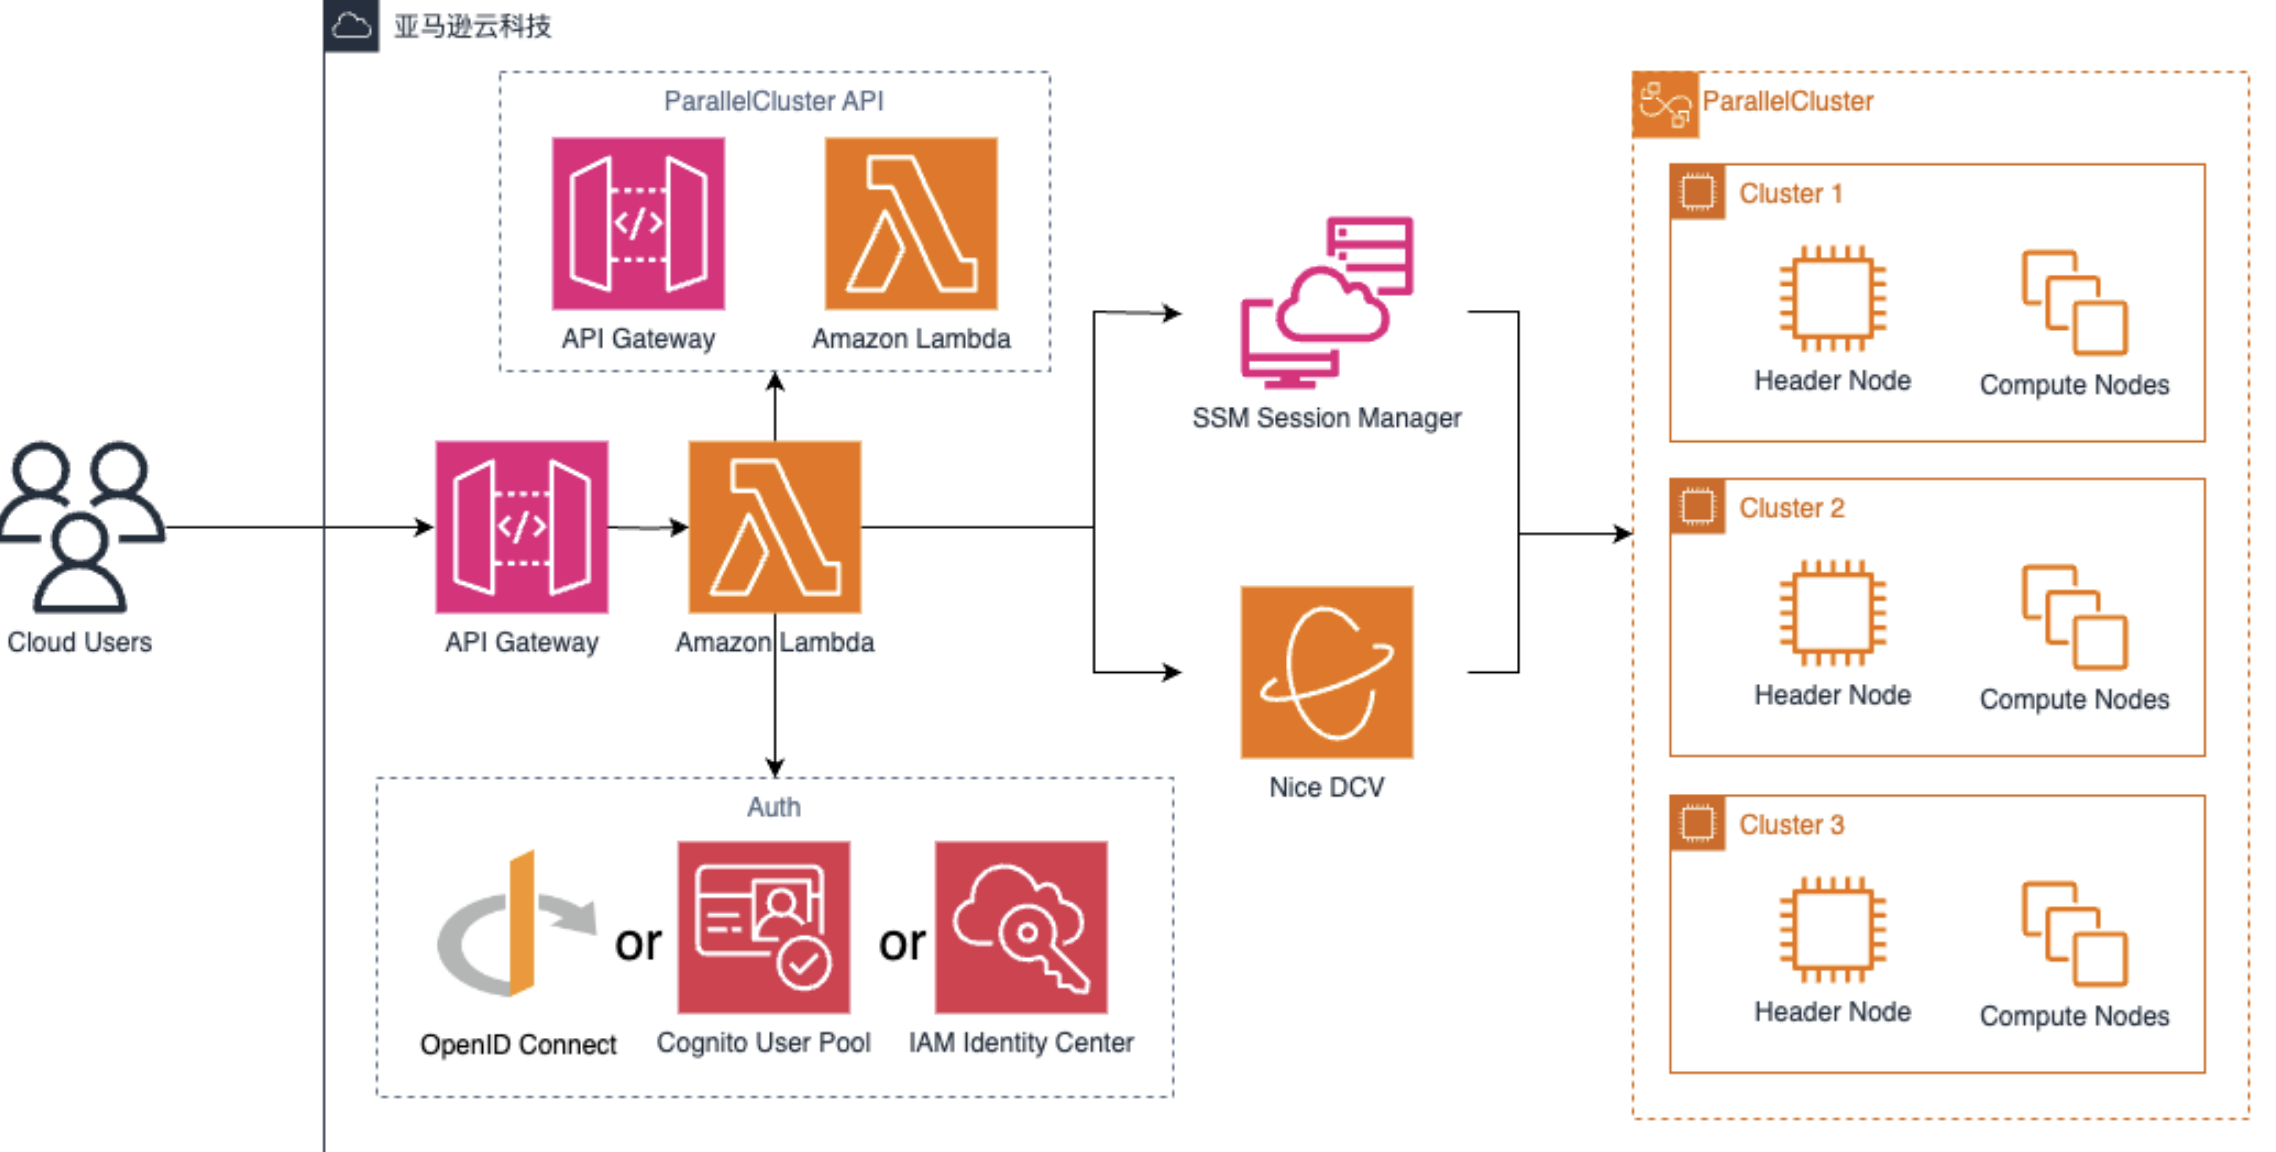 亚马逊云科技
ParallelCluster API
</>
API Gateway
Amazon Lambda
Cloud Users
</>
API Gateway
Amazon Lambda
Auth
OpenID Connect
or
Cognito User Pool
or
IAM Identity Center
SSM Session Manager
Nice DCV
ParallelCluster
Cluster 1
Header Node
Compute Nodes
Cluster 2
Header Node
Compute Nodes
Cluster 3
Header Node
Compute Nodes